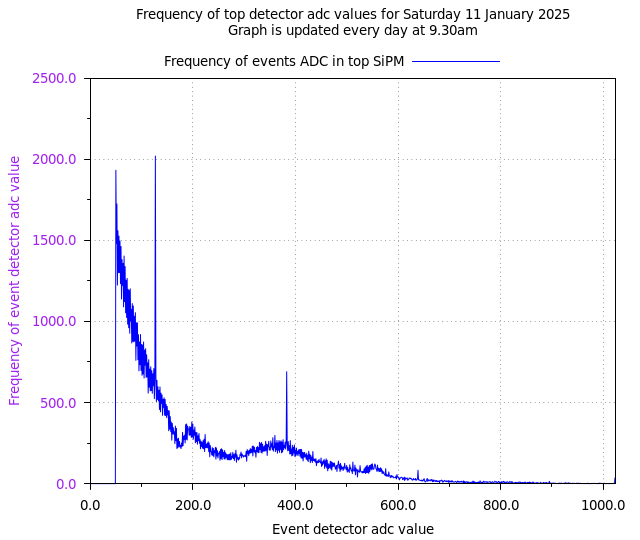 Frequency of top detector adc values for Saturday 11 January 2025
Graph is updated every day at 9.30am
Frequency of events ADC in top SiPM
2500.0
2000.0
1500.0
1000.0
500.0
0.0
Frequency of event detector adc value
0.0 200.0 400.0 600.0 800.0 1000.0
Event detector adc value